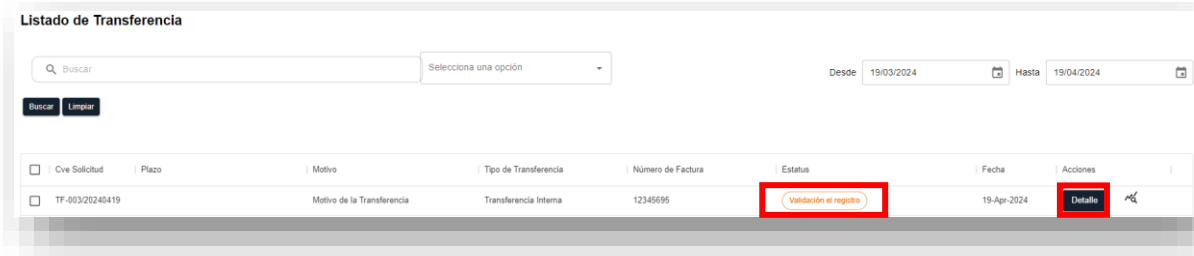 Listado de Transferencia
Buscar
Selecciona una opción
Desde 19/03/2024 Hasta 19/04/2024
Buscar Limpiar
Cve Solicitud Plazo Motivo Tipo de Transferencia Número de Factura Estatus Fecha Acciones
TF-003/20240419 Motivo de la Transferencia Transferencia Interna 12345695 Validación el registro 19-Apr-2024 Detalle